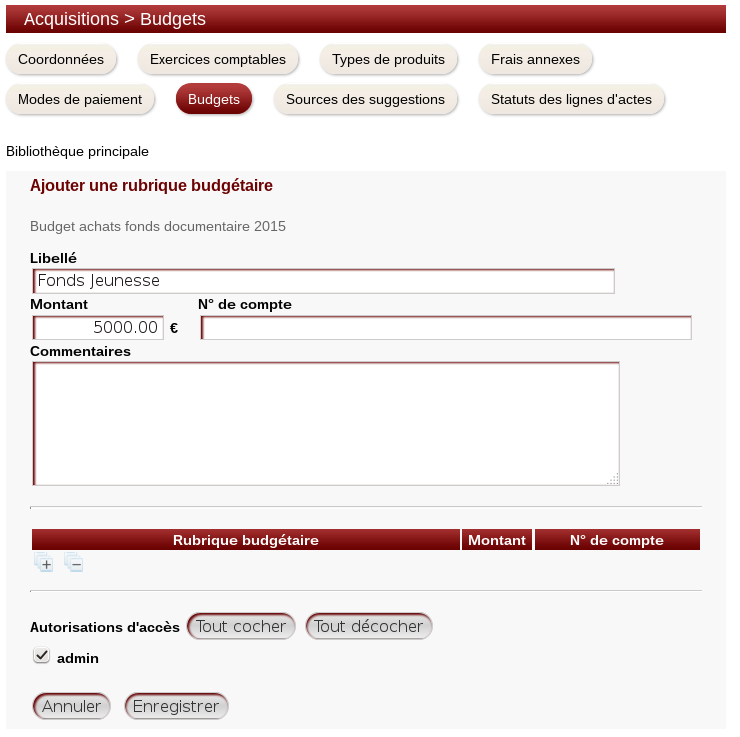 Acquisitions > Budgets
Coordonnées Exercices comptables Types de produits Frais annexes
Modes de paiement Budgets Sources des suggestions Statuts des lignes d'actes
Bibliothèque principale
Ajouter une rubrique budgétaire
Budget achats fonds documentaire 2015
Libellé
Fonds Jeunesse
Montant N° de compte
5000.00 €
Commentaires
Rubrique budgétaire Montant N° de compte
Autorisations d'accès Tout cocher Tout décocher
admin
Annuler Enregistrer